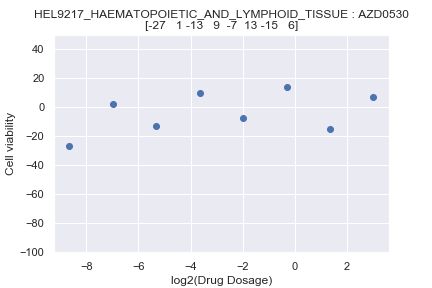 HEL9217_HAEMATOPOIETIC_AND_LYMPHOID_TISSUE : AZD0530
[-27 1 -13 9 -7 13 -15 6]
40
20
0
−20
−40
−60
−80
−100
Cell viability
−8 −6 −4 −2 0 2
log2(Drug Dosage)